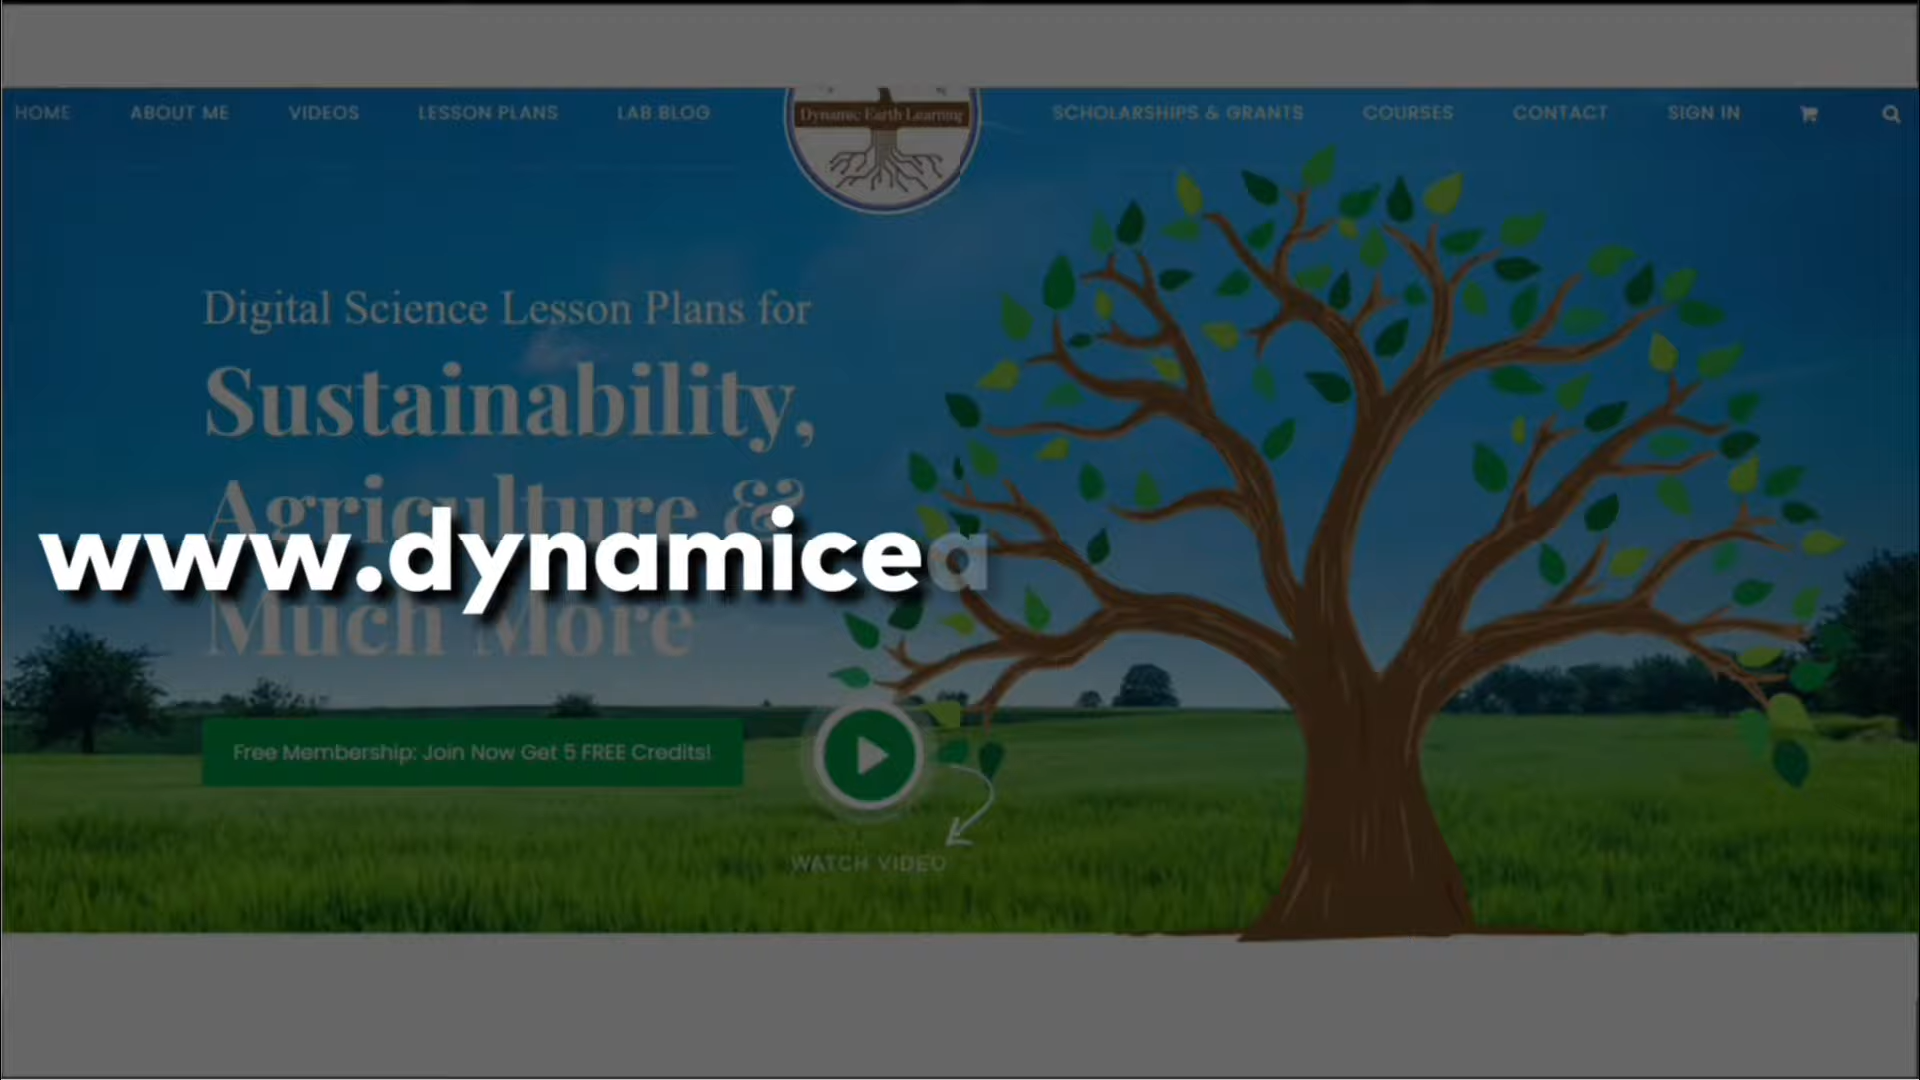 HOME ABOUT ME VIDEOS LESSON PLANS LAB BLOG
Dynamic Earth Learning
SCHOLARSHIPS & GRANTS COURSES CONTACT SIGN IN
Digital Science Lesson Plans for
Sustainability,
Agriculture &
www.dynamicea
Much More
Free Membership: Join Now Get 5 FREE Credits!
WATCH VIDEO